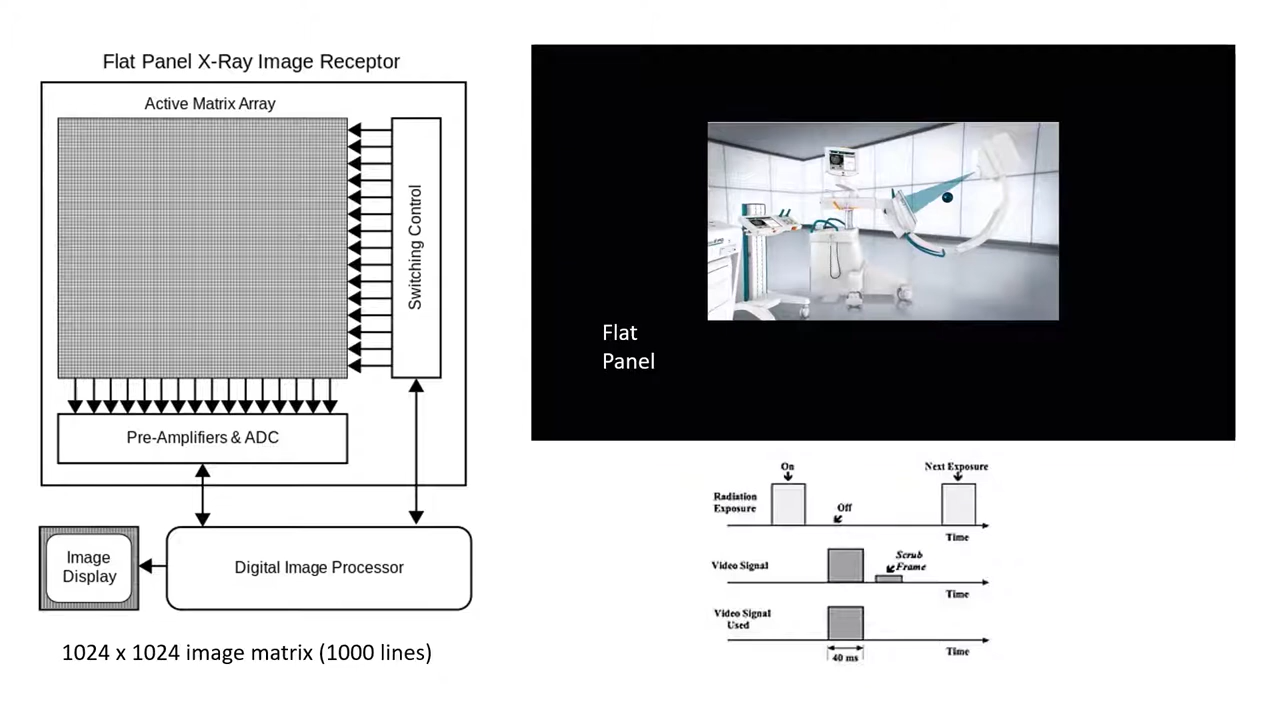 Flat Panel X-Ray Image Receptor
Active Matrix Array
Switching Control
Pre-Amplifiers & ADC
Image
Display
Digital Image Processor
1024 x 1024 image matrix (1000 lines)
Flat
Panel
On
Next Exposure
Radiation
Exposure
Off
Time
Video Signal
Scrub
Frame
Time
Video Signal
Used
40 ms
Time